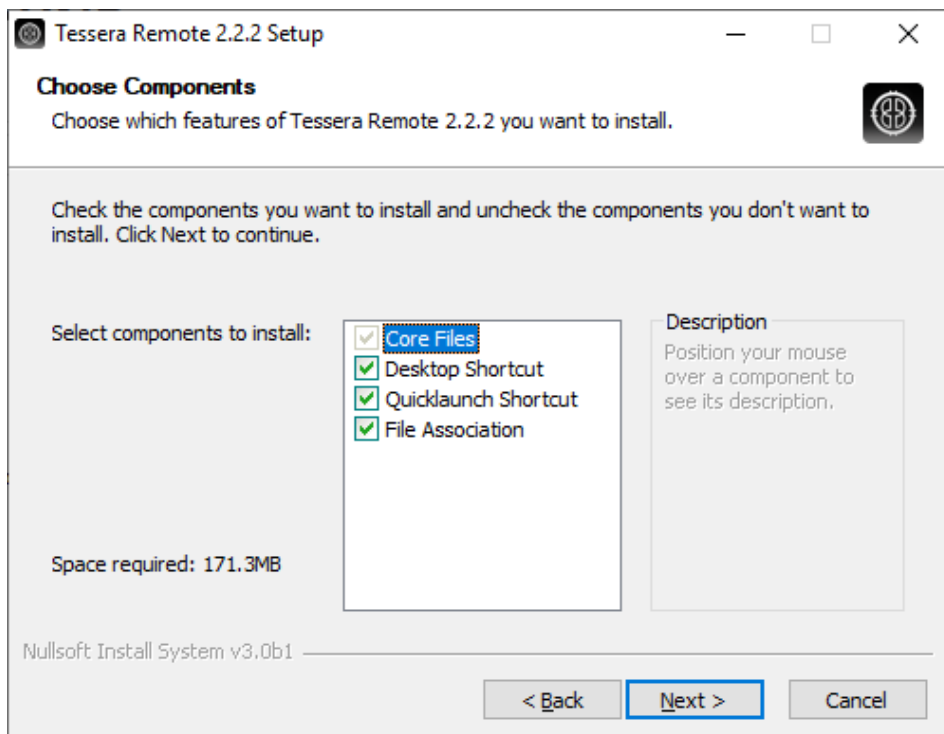 Tessera Remote 2.2.2 Setup
Choose Components
Choose which features of Tessera Remote 2.2.2 you want to install.
Check the components you want to install and uncheck the components you don't want to
install. Click Next to continue.
Select components to install:
Core Files
Desktop Shortcut
Quicklaunch Shortcut
File Association
Description
Position your mouse
over a component to
see its description.
Space required: 171.3MB
Nullsoft Install System v3.0b1
< Back
Next >
Cancel